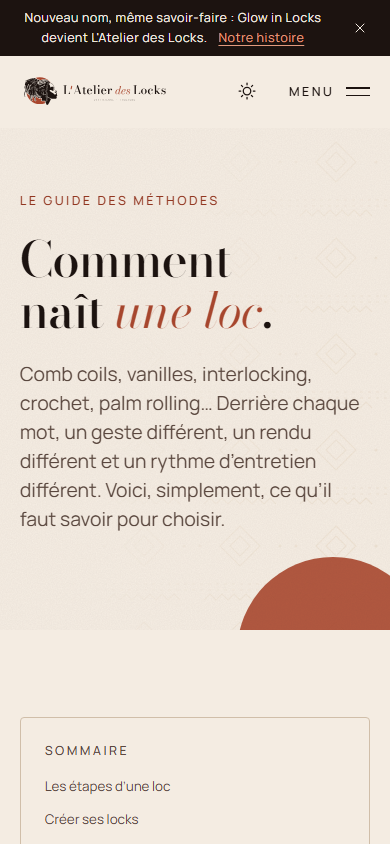 Nouveau nom, même savoir-faire : Glow in Locks
devient L'Atelier des Locks. Notre histoire
L'Atelier des Locks
MENU
LE GUIDE DES MÉTHODES
Comment
naît une loc.
Comb coils, vanilles, interlocking,
crochet, palm rolling… Derrière chaque
mot, un geste différent, un rendu
différent et un rythme d’entretien
différent. Voici, simplement, ce qu’il
faut savoir pour choisir.
SOMMAIRE
Les étapes d'une loc
Créer ses locks